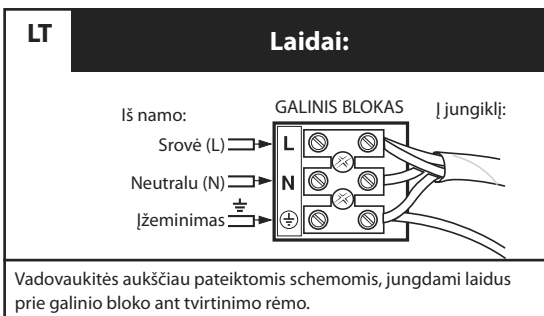 LT
Laidai:
Iš namo:
GALINIS BLOKAS
Į jungiklį:
Srovė (L)
L
Neutralu (N)
N
Įžeminimas
Vadovaukitės aukščiau pateiktomis schemomis, jungdami laidus
prie galinio bloko ant tvirtinimo rėmo.